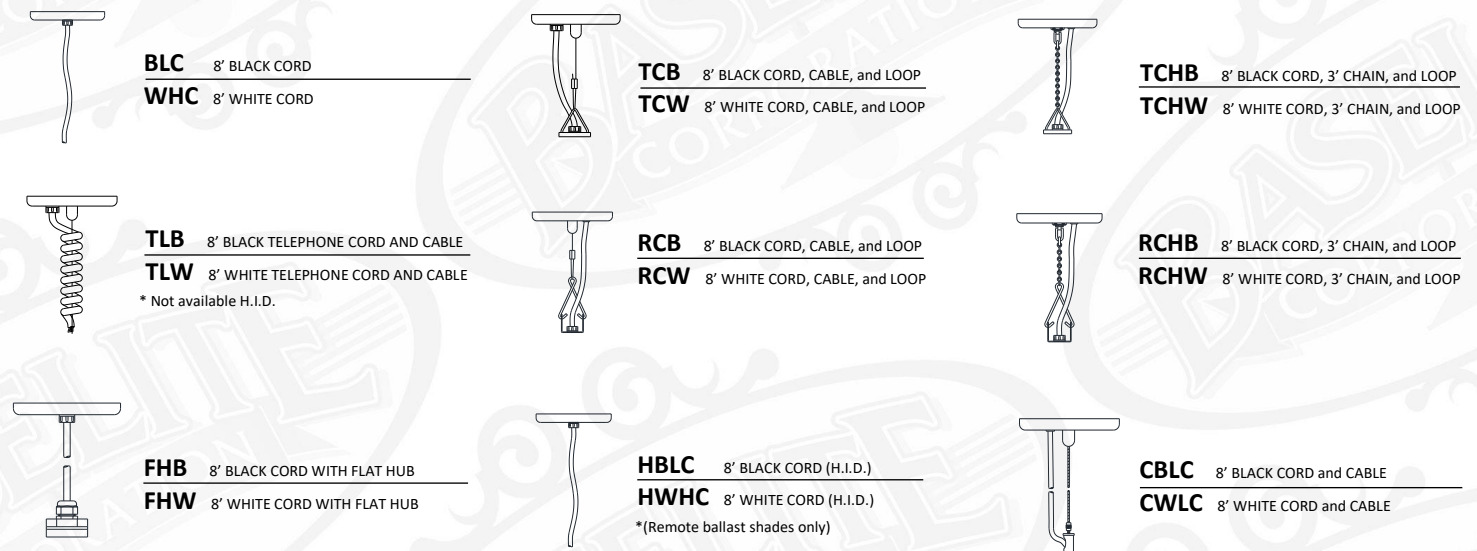 BLC 8’ BLACK CORD
WHC 8’ WHITE CORD
TCB 8’ BLACK CORD, CABLE, and LOOP
TCW 8’ WHITE CORD, CABLE, and LOOP
TCHB 8’ BLACK CORD, 3’ CHAIN, and LOOP
TCHW 8’ WHITE CORD, 3’ CHAIN, and LOOP
TLB 8’ BLACK TELEPHONE CORD AND CABLE
TLW 8’ WHITE TELEPHONE CORD AND CABLE
* Not available H.I.D.
RCB 8’ BLACK CORD, CABLE, and LOOP
RCW 8’ WHITE CORD, CABLE, and LOOP
RCHB 8’ BLACK CORD, 3’ CHAIN, and LOOP
RCHW 8’ WHITE CORD, 3’ CHAIN, and LOOP
FHB 8’ BLACK CORD WITH FLAT HUB
FHW 8’ WHITE CORD WITH FLAT HUB
HBLC 8’ BLACK CORD (H.I.D.)
HWHC 8’ WHITE CORD (H.I.D.)
*(Remote ballast shades only)
CBLC 8’ BLACK CORD and CABLE
CWLC 8’ WHITE CORD and CABLE